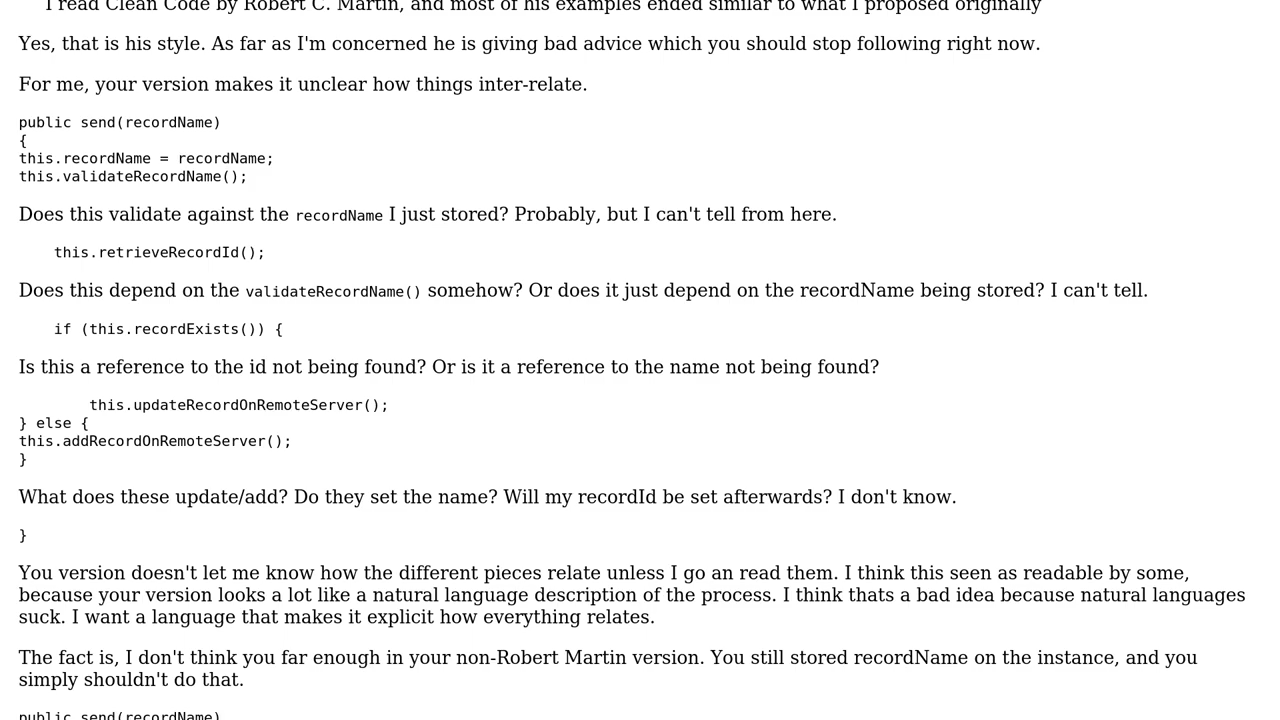 I read Clean Code by Robert C. Martin, and most of his examples ended similar to what I proposed originally
Yes, that is his style. As far as I'm concerned he is giving bad advice which you should stop following right now.
For me, your version makes it unclear how things inter-relate.
public send(recordName)
{
this.recordName = recordName;
this.validateRecordName();
Does this validate against the recordName I just stored? Probably, but I can't tell from here.
this.retrieveRecordId();
Does this depend on the validateRecordName() somehow? Or does it just depend on the recordName being stored? I can't tell.
if (this.recordExists()) {
Is this a reference to the id not being found? Or is it a reference to the name not being found?
this.updateRecordOnRemoteServer();
} else {
this.addRecordOnRemoteServer();
}
What does these update/add? Do they set the name? Will my recordId be set afterwards? I don't know.
}
You version doesn't let me know how the different pieces relate unless I go an read them. I think this seen as readable by some,
because your version looks a lot like a natural language description of the process. I think thats a bad idea because natural languages
suck. I want a language that makes it explicit how everything relates.
The fact is, I don't think you far enough in your non-Robert Martin version. You still stored recordName on the instance, and you
simply shouldn't do that.
public send(recordName)